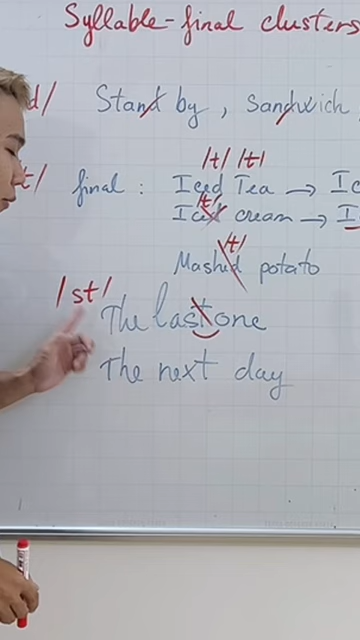 Syllable-final clusters
d/ Stand by, Sandwich
/t/ /t/
t/ final : Iced Tea → Ic
/t/
Iced cream → I
/t/
Mashed potato
/st/
The last one
The next day